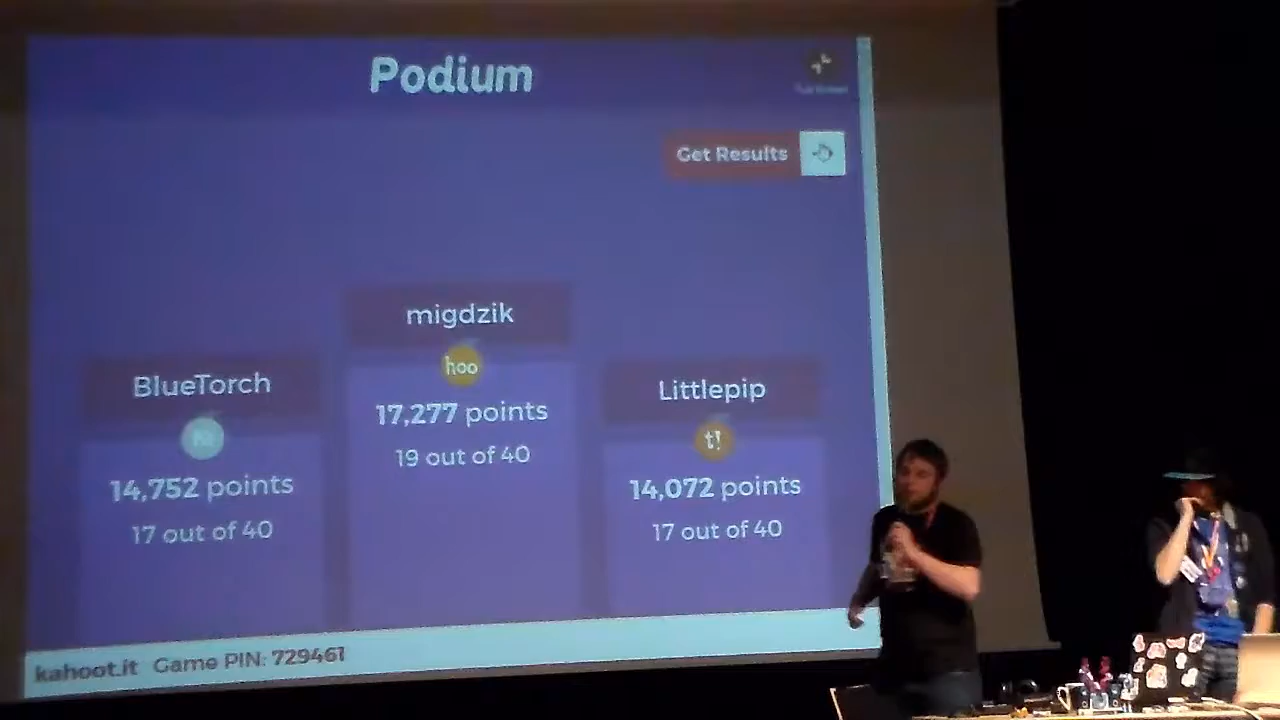 Podium
Get Results
migdzik
hoo
17,277 points
19 out of 40
BlueTorch
14,752 points
17 out of 40
Littlepip
t!
14,072 points
17 out of 40
kahoot.it Game PIN: 729461